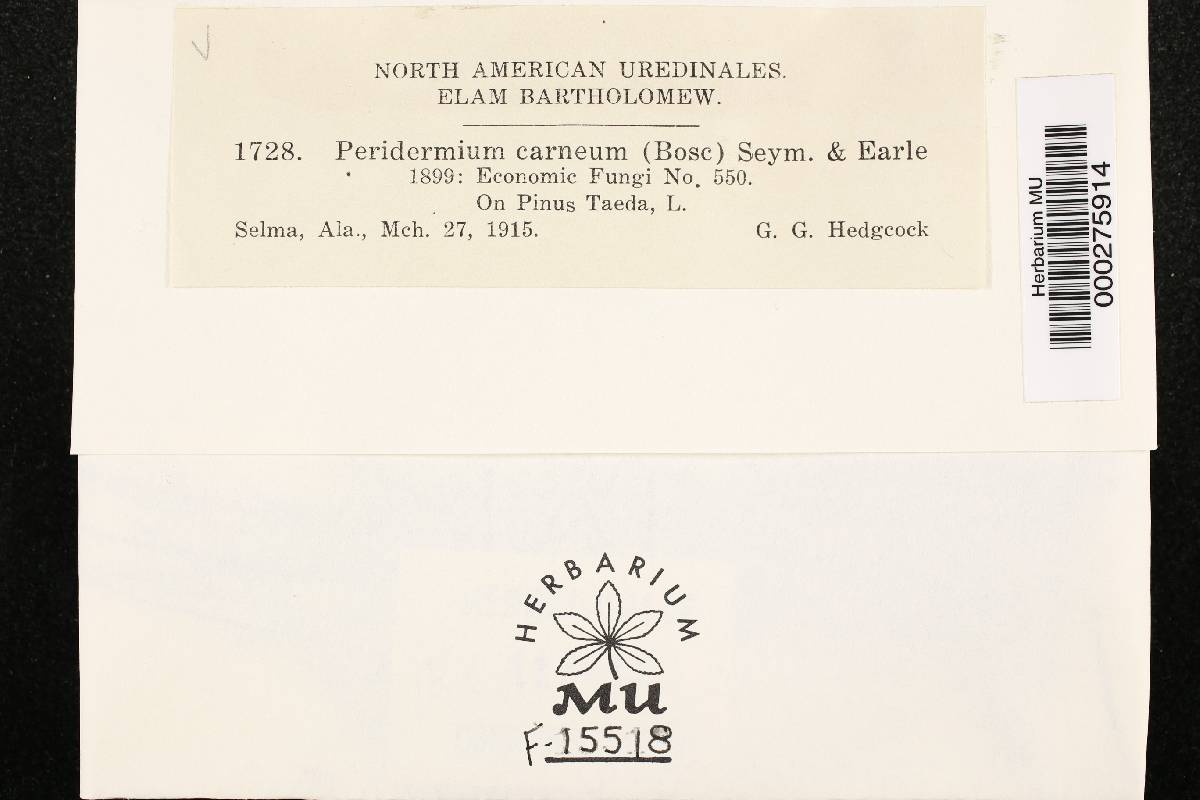 NORTH AMERICAN UREDINALES.
ELAM BARTHOLOMEW.
1728. Peridermium carneum (Bosc) Seym. & Earle
1899: Economic Fungi No. 550.
On Pinus Taeda, L.
Selma, Ala., Mch. 27, 1915. G. G. Hedgcock
Herbarium MU
000275914
HERBARIUM
MU
F-15518